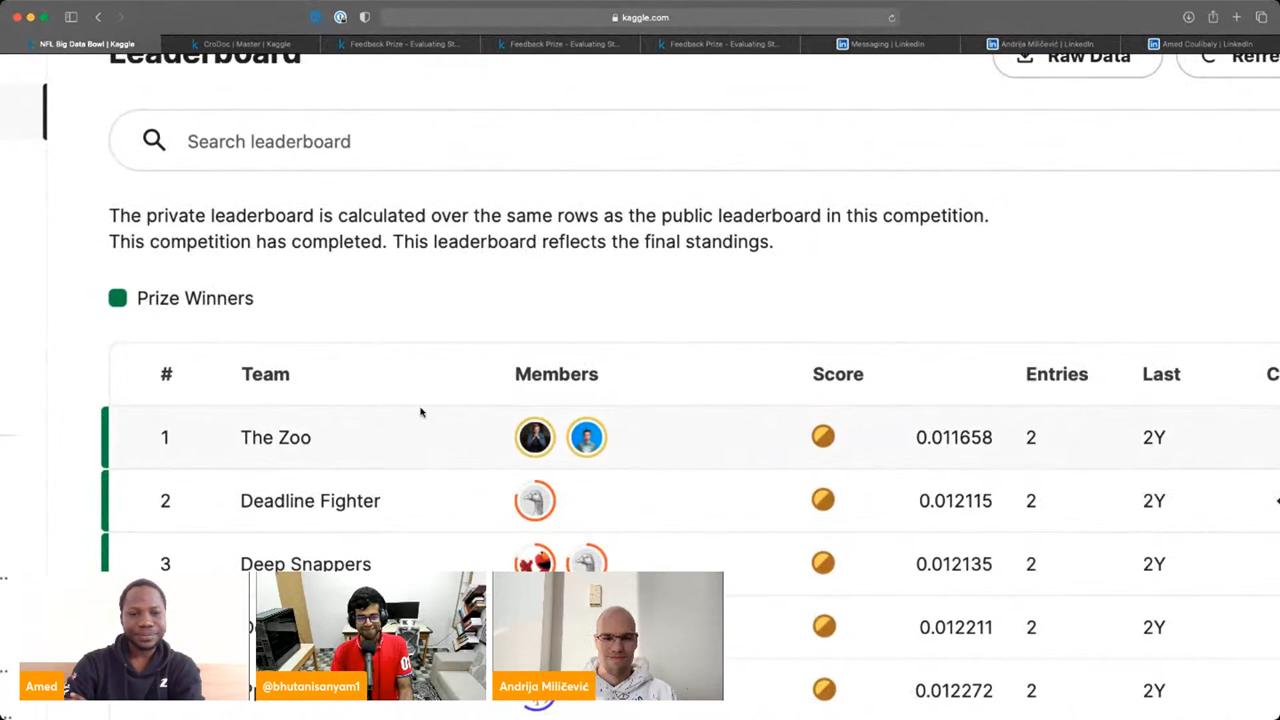 kaggle.com
NFL Big Data Bowl | Kaggle
CroDoc | Master | Kaggle
Feedback Prize - Evaluating St...
Feedback Prize - Evaluating St...
Feedback Prize - Evaluating St...
Messaging | LinkedIn
Andrija Miličević | LinkedIn
Amed Coulibaly | LinkedIn
Leaderboard
Raw Data
Refre
Search leaderboard
The private leaderboard is calculated over the same rows as the public leaderboard in this competition.
This competition has completed. This leaderboard reflects the final standings.
Prize Winners
# Team Members Score Entries Last C
1 The Zoo 0.011658 2 2Y
2 Deadline Fighter 0.012115 2 2Y
3 Deep Snappers 0.012135 2 2Y
0.012211 2 2Y
0.012272 2 2Y
Amed
@bhutanisanyam1
Andrija Miličević